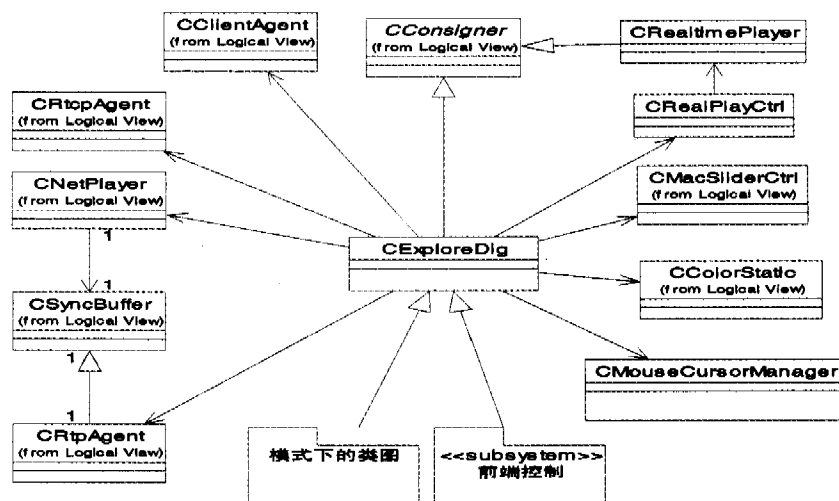 CClientAgent
(from Logical View)
CConsigner
(from Logical View)
CRealtimePlayer
CRtcpAgent
(from Logical View)
CRealPlayCtrl
CNetPlayer
(from Logical View)
CMacSliderCtrl
(from Logical View)
1
CExploreDlg
CColorStatic
(from Logical View)
1
CSyncBuffer
(from Logical View)
1
CMouseCursorManager
1
CRtpAgent
(from Logical View)
模式下的类图
<<subsystem>>
前端控制